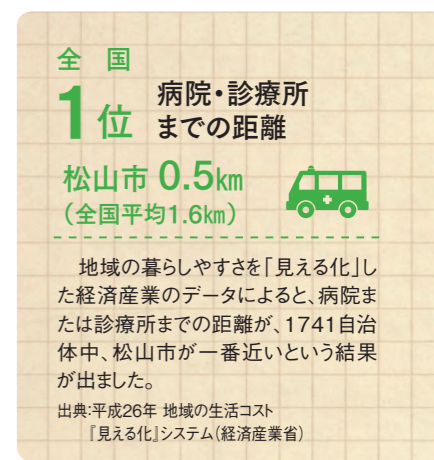 全国
1位 病院・診療所
までの距離
松山市 0.5㎞
（全国平均1.6㎞）
地域の暮らしやすさを「見える化」し
た経済産業のデータによると、病院ま
たは診療所までの距離が、1741自治
体中、松山市が一番近いという結果
が出ました。
出典:平成26年 地域の生活コスト
『見える化』システム（経済産業省）